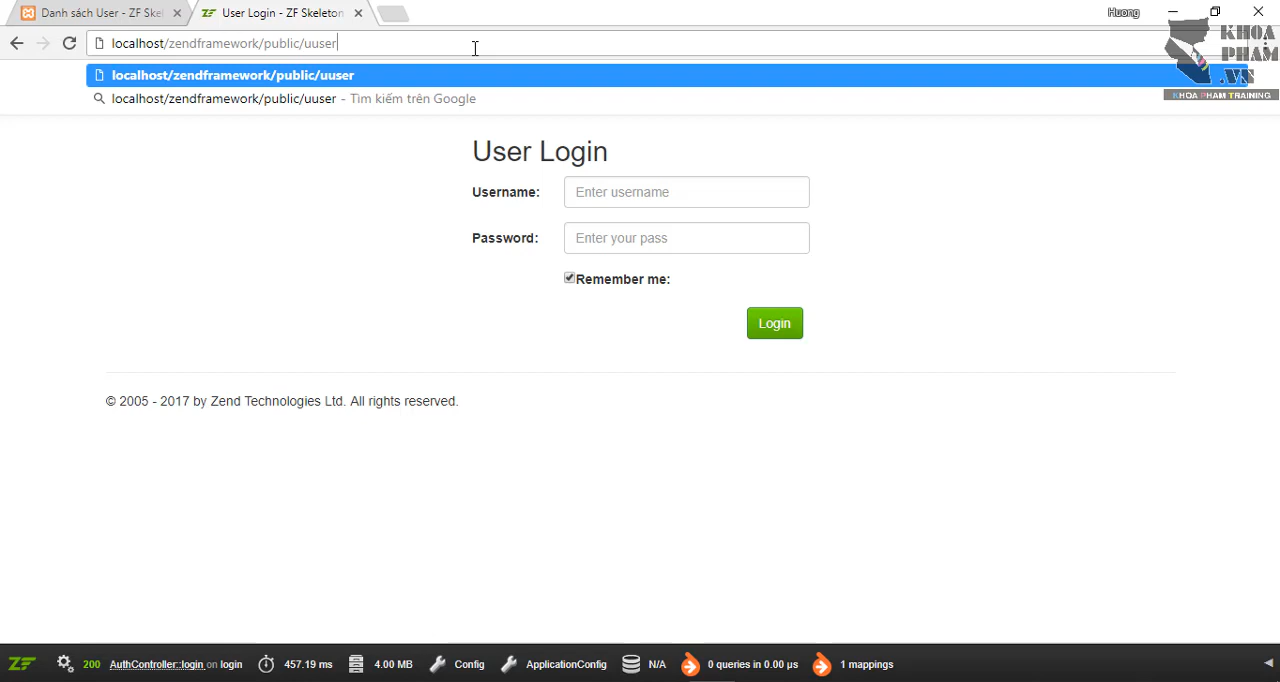 Danh sách User - ZF Skel
User Login - ZF Skeleton
Huong
localhost/zendframework/public/uuser
localhost/zendframework/public/uuser
localhost/zendframework/public/uuser - Tìm kiếm trên Google
KHOA
PHẠM
.VN
KHOA PHAM TRAINING
User Login
Username:
Enter username
Password:
Enter your pass
Remember me:
Login
© 2005 - 2017 by Zend Technologies Ltd. All rights reserved.
200 AuthController::login on login 457.19 ms 4.00 MB Config ApplicationConfig N/A 0 queries in 0.00 µs 1 mappings